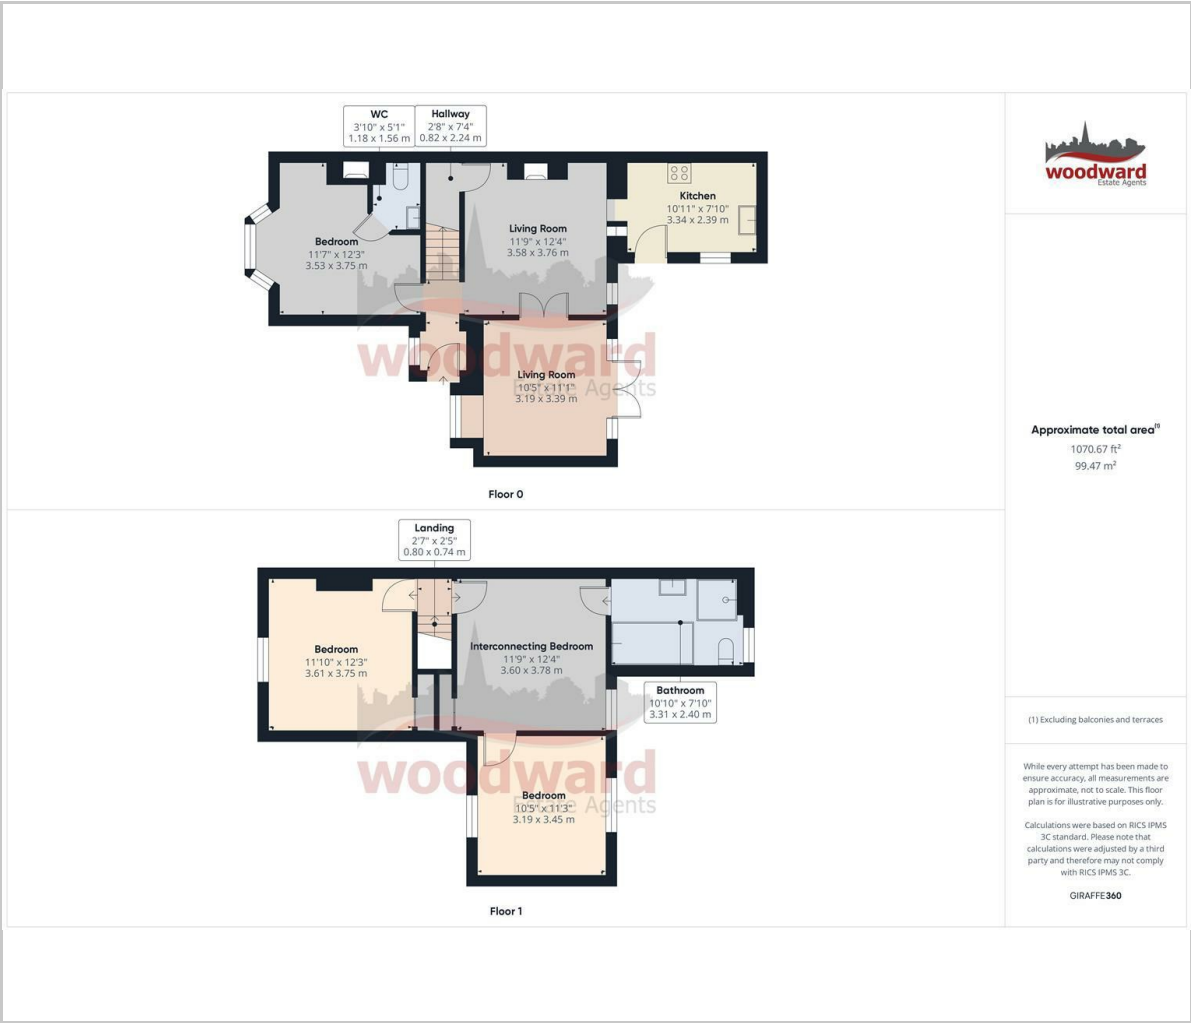 WC
3'10" x 5'1"
1.18 x 1.56 m
Hallway
2'8" x 7'4"
0.82 x 2.24 m
Bedroom
11'7" x 12'3"
3.53 x 3.75 m
Living Room
11'9" x 12'4"
3.58 x 3.76 m
Kitchen
10'11" x 7'10"
3.34 x 2.39 m
woodward
Estate Agents
Living Room
10'5" x 11'1"
3.19 x 3.39 m
Floor 0
Landing
2'7" x 2'5"
0.80 x 0.74 m
Bedroom
11'10" x 12'3"
3.61 x 3.75 m
Interconnecting Bedroom
11'9" x 12'4"
3.60 x 3.78 m
Bathroom
10'10" x 7'10"
3.31 x 2.40 m
woodward
Estate Agents
Bedroom
10'5" x 11'3"
3.19 x 3.45 m
Floor 1
woodward
Estate Agents
Approximate total area(1)
1070.67 ft²
99.47 m²
(1) Excluding balconies and terraces
While every attempt has been made to
ensure accuracy, all measurements are
approximate, not to scale. This floor
plan is for illustrative purposes only.
Calculations were based on RICS IPMS
3C standard. Please note that
calculations were adjusted by a third
party and therefore may not comply
with RICS IPMS 3C.
GIRAFFE360